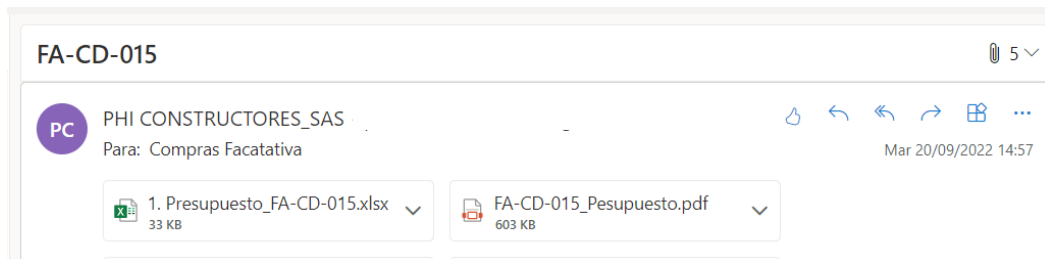 FA-CD-015
5
PC
PHI CONSTRUCTORES_SAS
Para: Compras Facatativa
Mar 20/09/2022 14:57
1. Presupuesto_FA-CD-015.xlsx
33 KB
FA-CD-015_Pesupuesto.pdf
603 KB